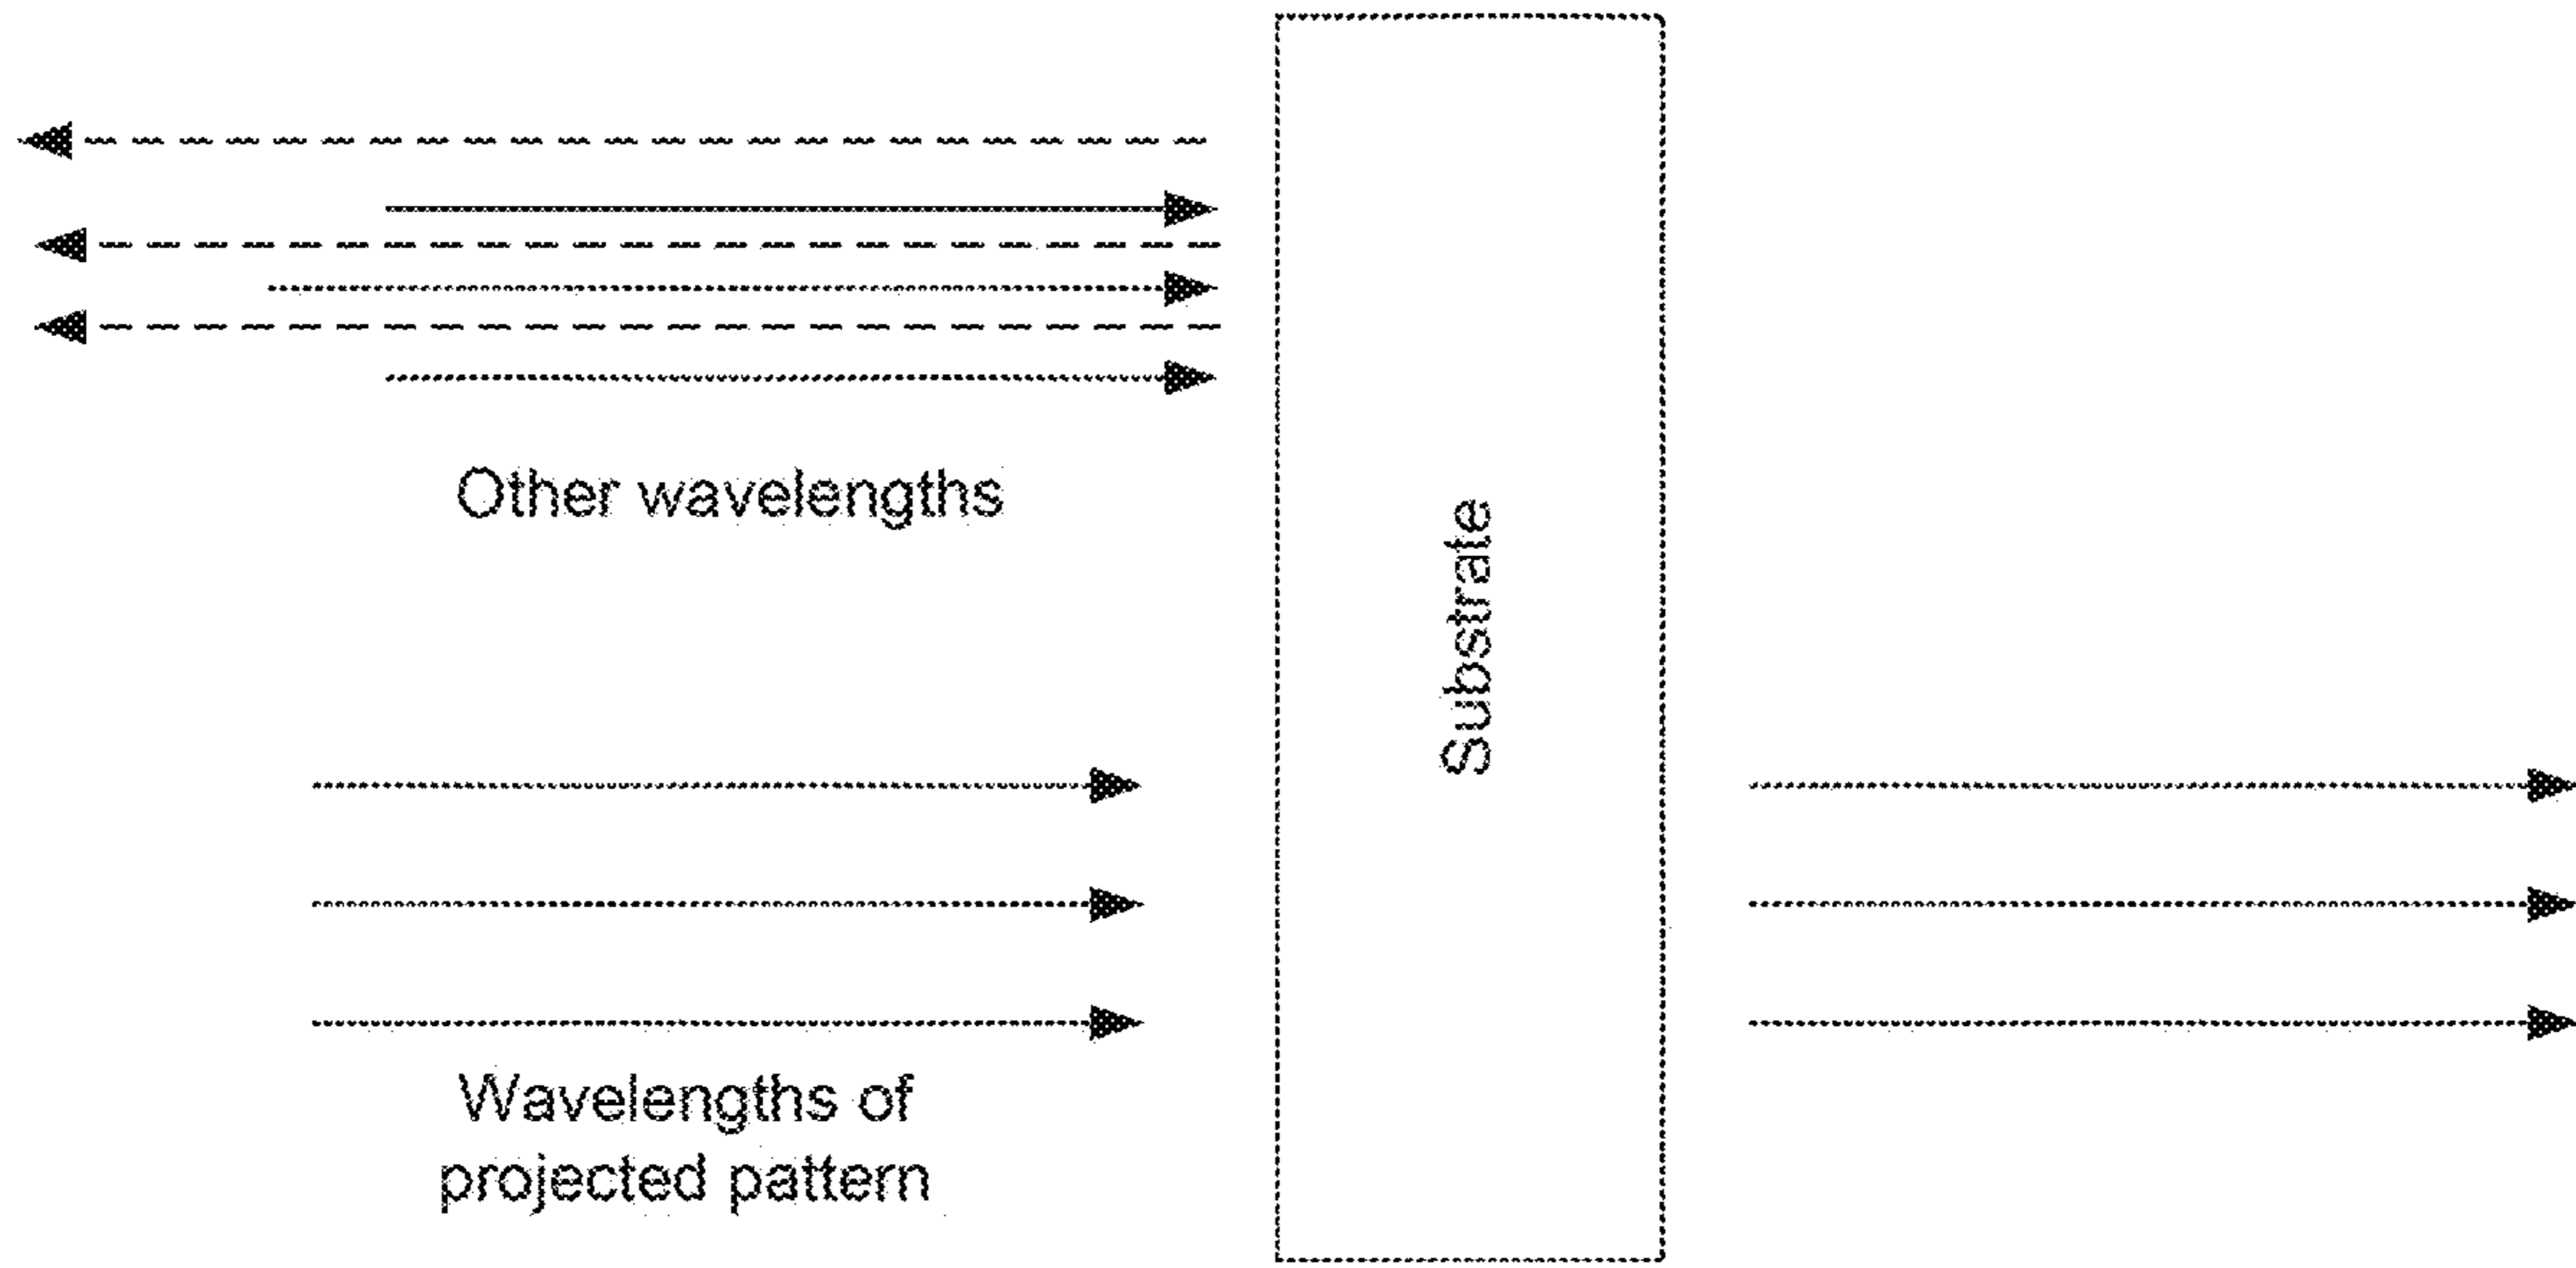 Other wavelengths
Substrate
Wavelengths of
projected pattern